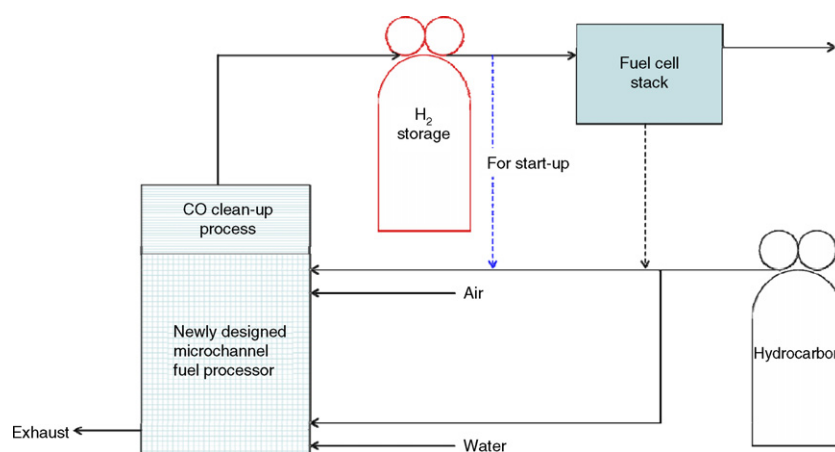 Fuel cell
stack
H₂
storage
For start-up
CO clean-up
process
Air
Newly designed
microchannel
fuel processor
Hydrocarbon
Exhaust
Water